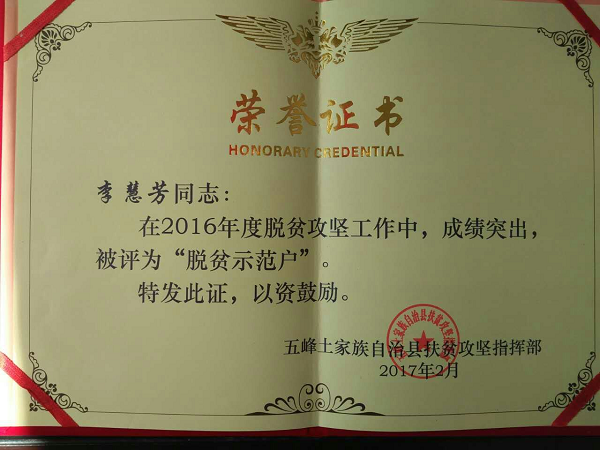 荣誉证书
HONORARY CREDENTIAL
李慧芳同志：
在2016年度脱贫攻坚工作中，成绩突出，
被评为“脱贫示范户”。
特发此证，以资鼓励。
五峰土家族自治县扶贫攻坚指挥部
2017年2月